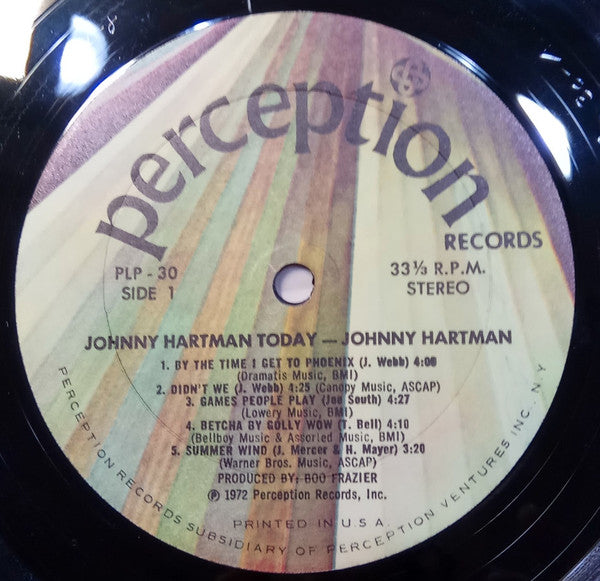 perception
RECORDS
PLP - 30
SIDE 1
33⅓ R.P.M.
STEREO
JOHNNY HARTMAN TODAY — JOHNNY HARTMAN
1. BY THE TIME I GET TO PHOENIX (J. Webb) 4:00
(Dramatis Music, BMI)
2. DIDN'T WE (J. Webb) 4:25 (Canopy Music, ASCAP)
3. GAMES PEOPLE PLAY (Joe South) 4:27
(Lowery Music, BMI)
4. BETCHA BY GOLLY WOW (T. Bell) 4:10
(Bellboy Music & Assorted Music, BMI)
5. SUMMER WIND (J. Mercer & H. Mayer) 3:20
(Warner Bros. Music, ASCAP)
PRODUCED BY: BOO FRAZIER
℗ 1972 Perception Records, Inc.
PRINTED IN U.S.A.
PERCEPTION RECORDS SUBSIDIARY OF PERCEPTION VENTURES INC., N.Y.